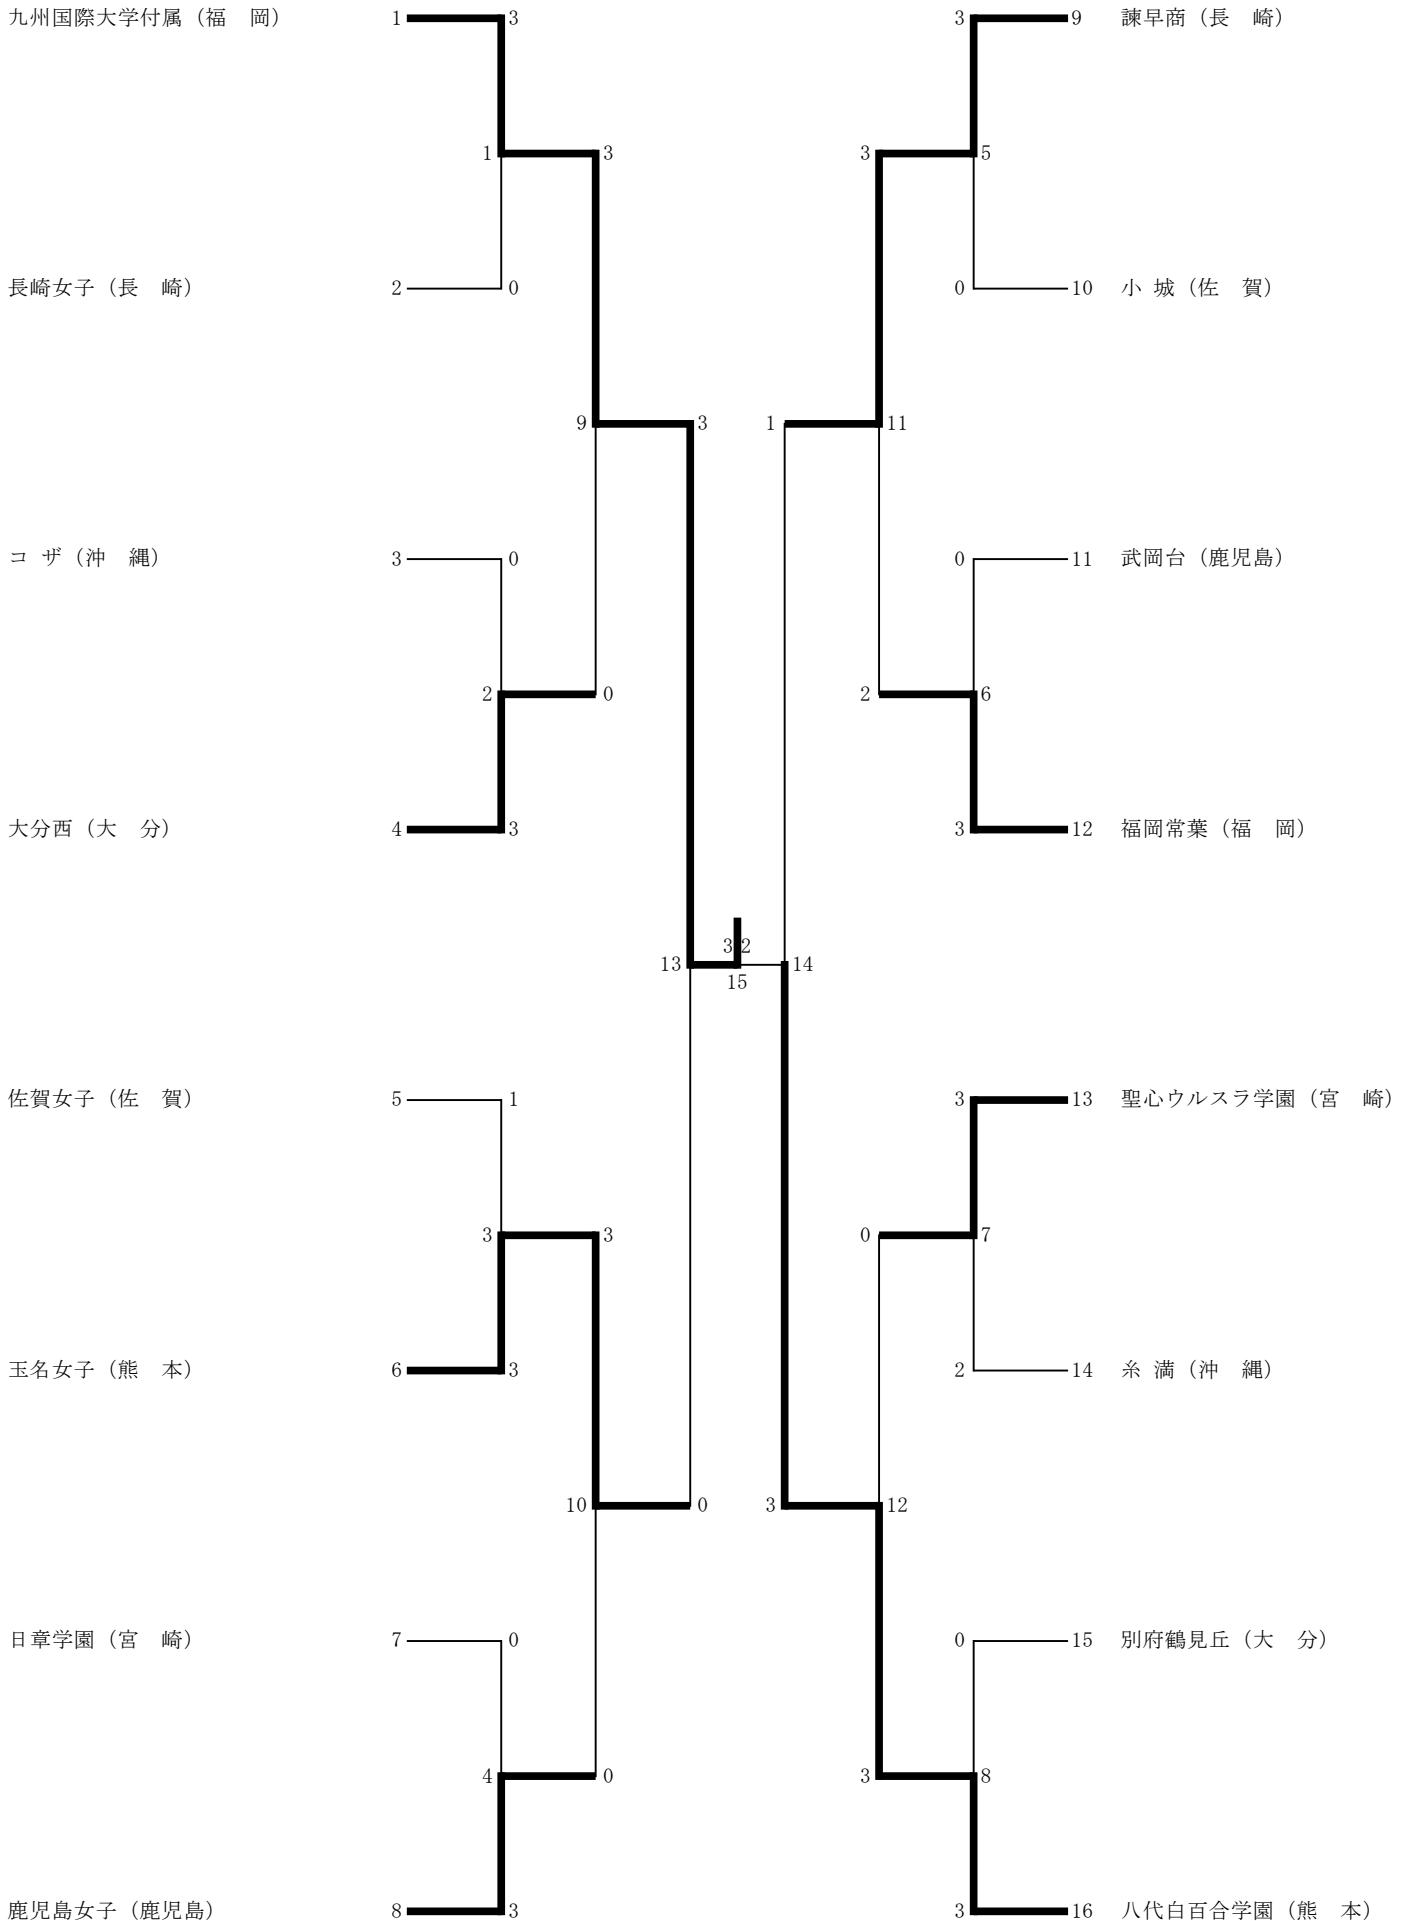 九州国際大学付属（福　岡） 1 3 3 9 諫早商（長　崎）
1 3 3 5
長崎女子（長　崎） 2 0 0 10 小 城（佐　賀）
9 3 1 11
コ ザ（沖　縄） 3 0 0 11 武岡台（鹿児島）
2 0 2 6
大分西（大　分） 4 3 3 12 福岡常葉（福　岡）
3 2
13 14
15
佐賀女子（佐　賀） 5 1 3 13 聖心ウルスラ学園（宮　崎）
3 3 0 7
玉名女子（熊　本） 6 3 2 14 糸 満（沖　縄）
10 0 3 12
日章学園（宮　崎） 7 0 0 15 別府鶴見丘（大　分）
4 0 3 8
鹿児島女子（鹿児島） 8 3 3 16 八代白百合学園（熊　本）